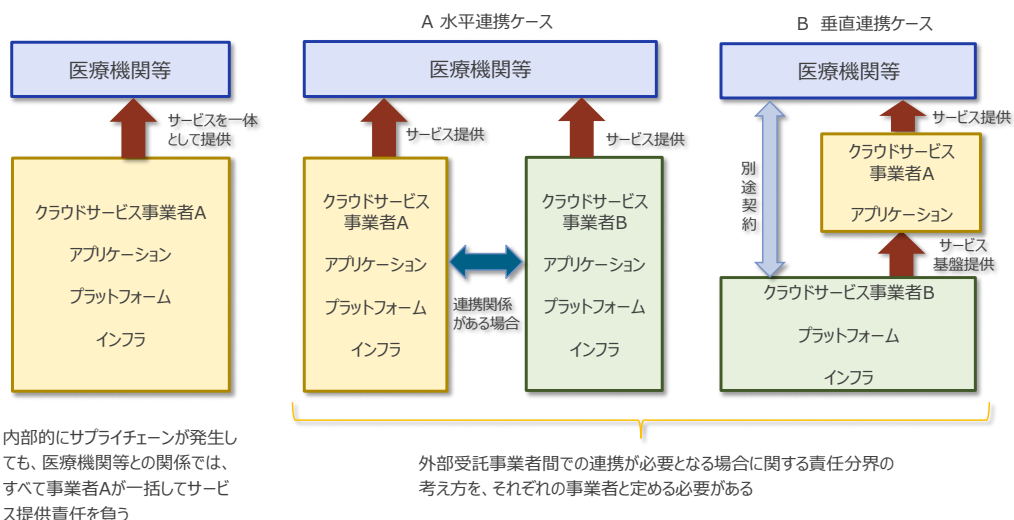 医療機関等
サービスを一体
として提供
クラウドサービス事業者A
アプリケーション
プラットフォーム
インフラ
内部的にサプライチェーンが発生し
ても、医療機関等との関係では、
すべて事業者Aが一括してサービ
ス提供責任を負う
A 水平連携ケース
医療機関等
サービス提供
サービス提供
クラウドサービス
事業者A
アプリケーション
プラットフォーム
インフラ
連携関係
がある場合
クラウドサービス
事業者B
アプリケーション
プラットフォーム
インフラ
B 垂直連携ケース
医療機関等
サービス提供
別途契約
クラウドサービス
事業者A
アプリケーション
サービス
基盤提供
クラウドサービス事業者B
プラットフォーム
インフラ
外部受託事業者間での連携が必要となる場合に関する責任分界の
考え方を、それぞれの事業者と定める必要がある